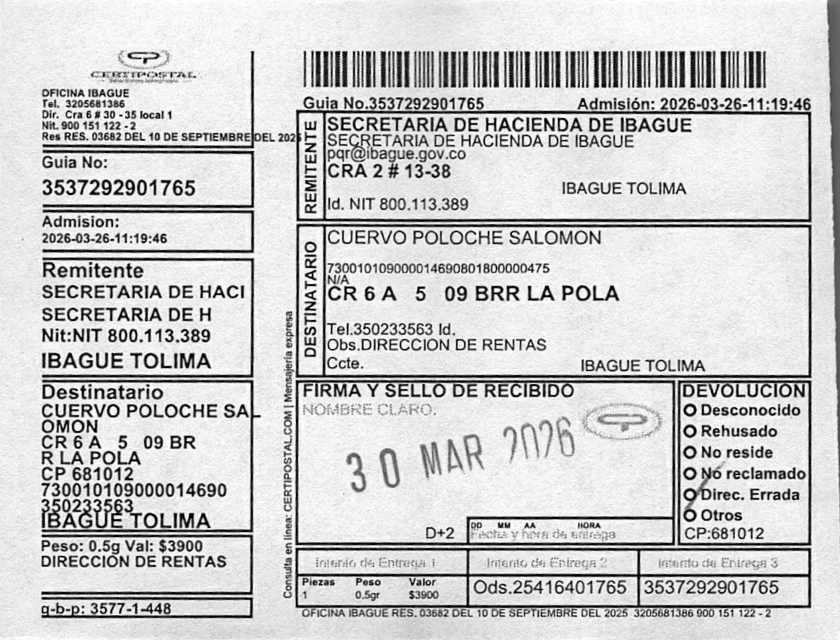 CERTIPOSTAL
OFICINA IBAGUE
Tel. 3205681386
Dir. Cra 6 # 30 - 35 local 1
Nit. 900 151 122 - 2
Res RES. 03682 DEL 10 DE SEPTIEMBRE DEL 2025
Guia No:
3537292901765
Admision:
2026-03-26-11:19:46
Remitente
SECRETARIA DE HACI
SECRETARIA DE H
Nit:NIT 800.113.389
IBAGUE TOLIMA
Destinatario
CUERVO POLOCHE SAL
OMON
CR 6 A 5 09 BR
R LA POLA
CP 681012
730010109000014690
350233563
IBAGUE TOLIMA
Peso: 0.5g Val: $3900
DIRECCION DE RENTAS
g-b-p: 3577-1-448
Consulta en linea: CERTIPOSTAL.COM | Mensajería expresa
Guia No.3537292901765 Admisión: 2026-03-26-11:19:46
REMITENTE
SECRETARIA DE HACIENDA DE IBAGUE
SECRETARIA DE HACIENDA DE IBAGUE
pqr@ibague.gov.co
CRA 2 # 13-38
IBAGUE TOLIMA
Id. NIT 800.113.389
DESTINATARIO
CUERVO POLOCHE SALOMON
730010109000014690801800000475
N/A
CR 6 A 5 09 BRR LA POLA
Tel.350233563 Id.
Obs.DIRECCION DE RENTAS
Ccte. IBAGUE TOLIMA
FIRMA Y SELLO DE RECIBIDO
NOMBRE CLARO:
30 MAR 2026
D+2
DD MM AA HORA
Fecha y hora de entrega
DEVOLUCION
Desconocido
Rehusado
No reside
No reclamado
Direc. Errada
Otros
CP:681012
Intento de Entrega 1 Intento de Entrega 2 Intento de Entrega 3
Piezas Peso Valor
1 0.5gr $3900
Ods.25416401765 3537292901765
OFICINA IBAGUE RES. 03682 DEL 10 DE SEPTIEMBRE DEL 2025 3205681386 900 151 122 - 2